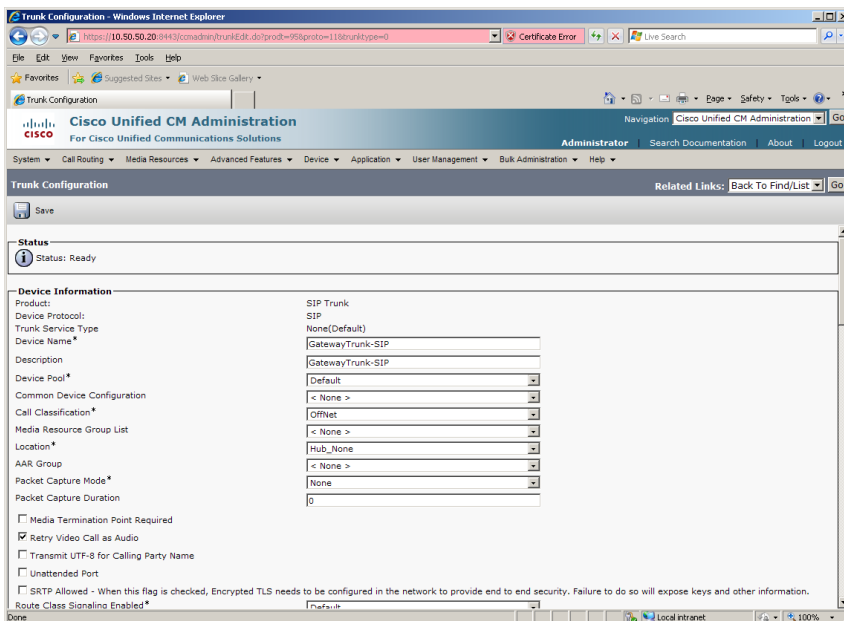 Trunk Configuration - Windows Internet Explorer
https://10.50.50.20:8443/ccmadmin/trunkEdit.do?prodt=95&proto=11&trunktype=0 Certificate Error Live Search
File Edit View Favorites Tools Help
Favorites Suggested Sites Web Slice Gallery
Trunk Configuration Page Safety Tools
CISCO Cisco Unified CM Administration Navigation Cisco Unified CM Administration Go
For Cisco Unified Communications Solutions
Administrator | Search Documentation | About | Logout
System Call Routing Media Resources Advanced Features Device Application User Management Bulk Administration Help
Trunk Configuration Related Links: Back To Find/List Go
Save
Status
Status: Ready
Device Information
Product: SIP Trunk
Device Protocol: SIP
Trunk Service Type None(Default)
Device Name* GatewayTrunk-SIP
Description GatewayTrunk-SIP
Device Pool* Default
Common Device Configuration < None >
Call Classification* OffNet
Media Resource Group List < None >
Location* Hub_None
AAR Group < None >
Packet Capture Mode* None
Packet Capture Duration 0
Media Termination Point Required
Retry Video Call as Audio
Transmit UTF-8 for Calling Party Name
Unattended Port
SRTP Allowed - When this flag is checked, Encrypted TLS needs to be configured in the network to provide end to end security. Failure to do so will expose keys and other information.
Route Class Signaling Enabled* Default
Done Local intranet 100%